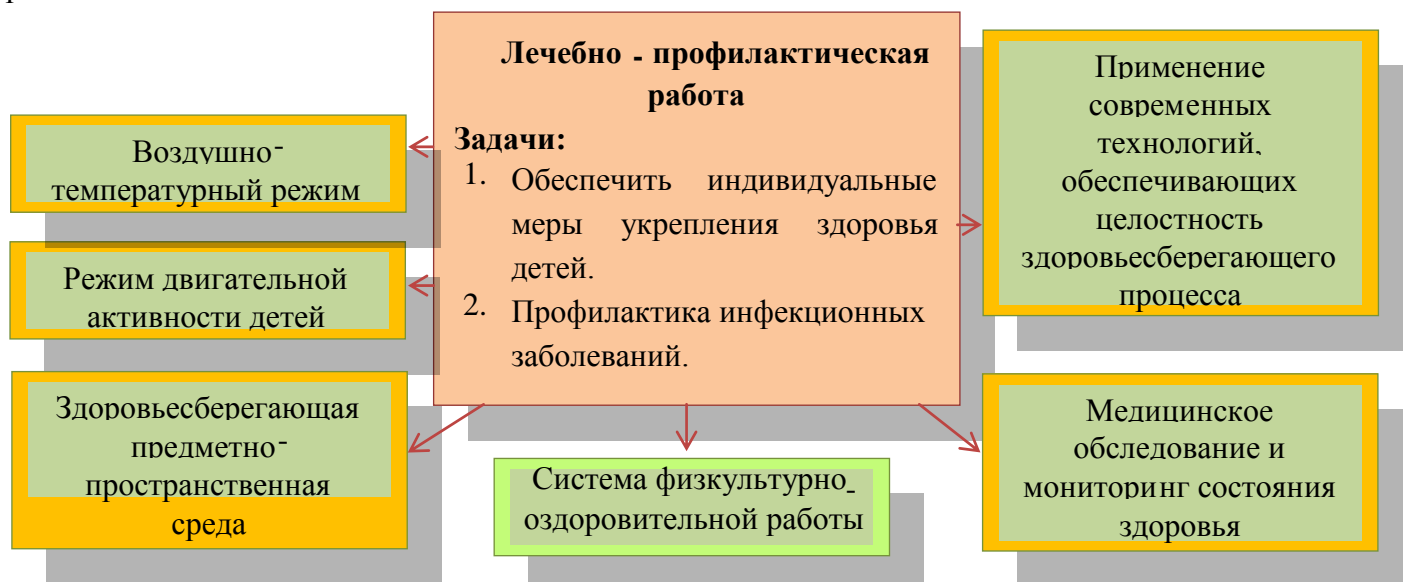 Лечебно - профилактическая
работа
Задачи:
1. Обеспечить индивидуальные
меры укрепления здоровья
детей.
2. Профилактика инфекционных
заболеваний.
Воздушно-
температурный режим
Режим двигательной
активности детей
Здоровьесберегающая
предметно-
пространственная
среда
Система физкультурно-
оздоровительной работы
Применение
современных
технологий,
обеспечивающих
целостность
здоровьесберегающего
процесса
Медицинское
обследование и
мониторинг состояния
здоровья